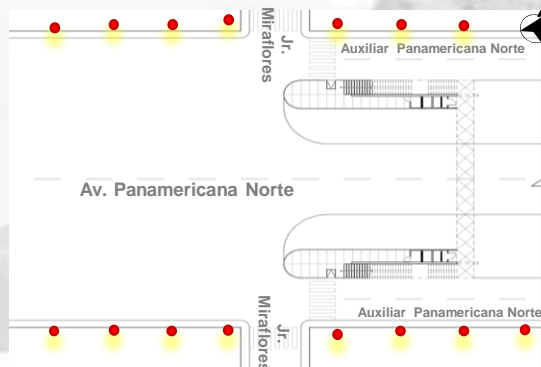 Jr.
Miraflores
Auxiliar Panamericana Norte
Av. Panamericana Norte
Auxiliar Panamericana Norte
Jr.
Miraflores